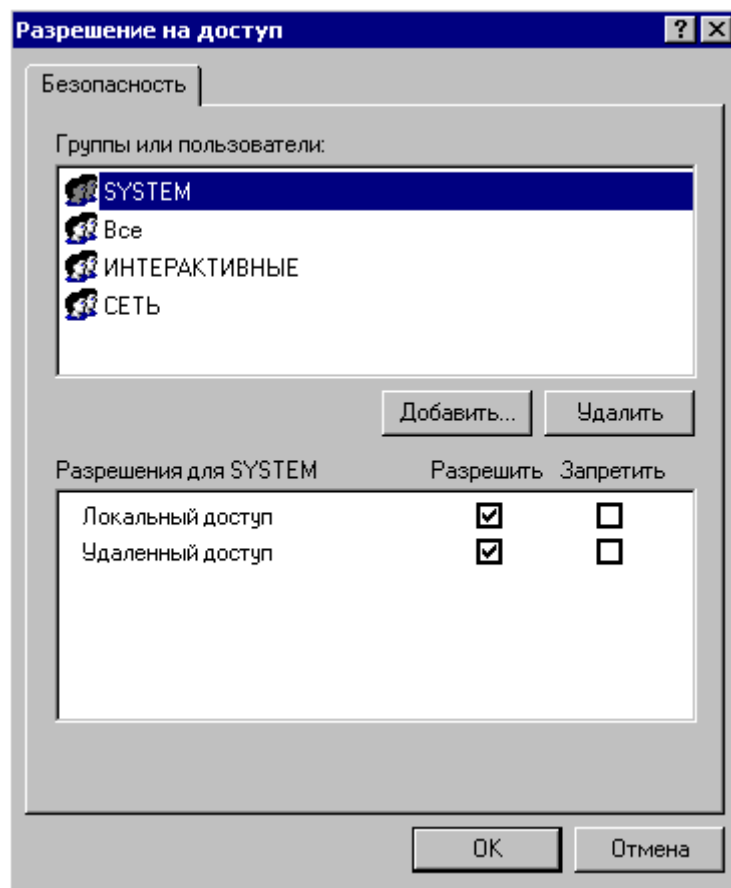 Разрешение на доступ
Безопасность
Группы или пользователи:
SYSTEM
Все
ИНТЕРАКТИВНЫЕ
СЕТЬ
Добавить... Удалить
Разрешения для SYSTEM Разрешить Запретить
Локальный доступ
Удаленный доступ
OK Отмена